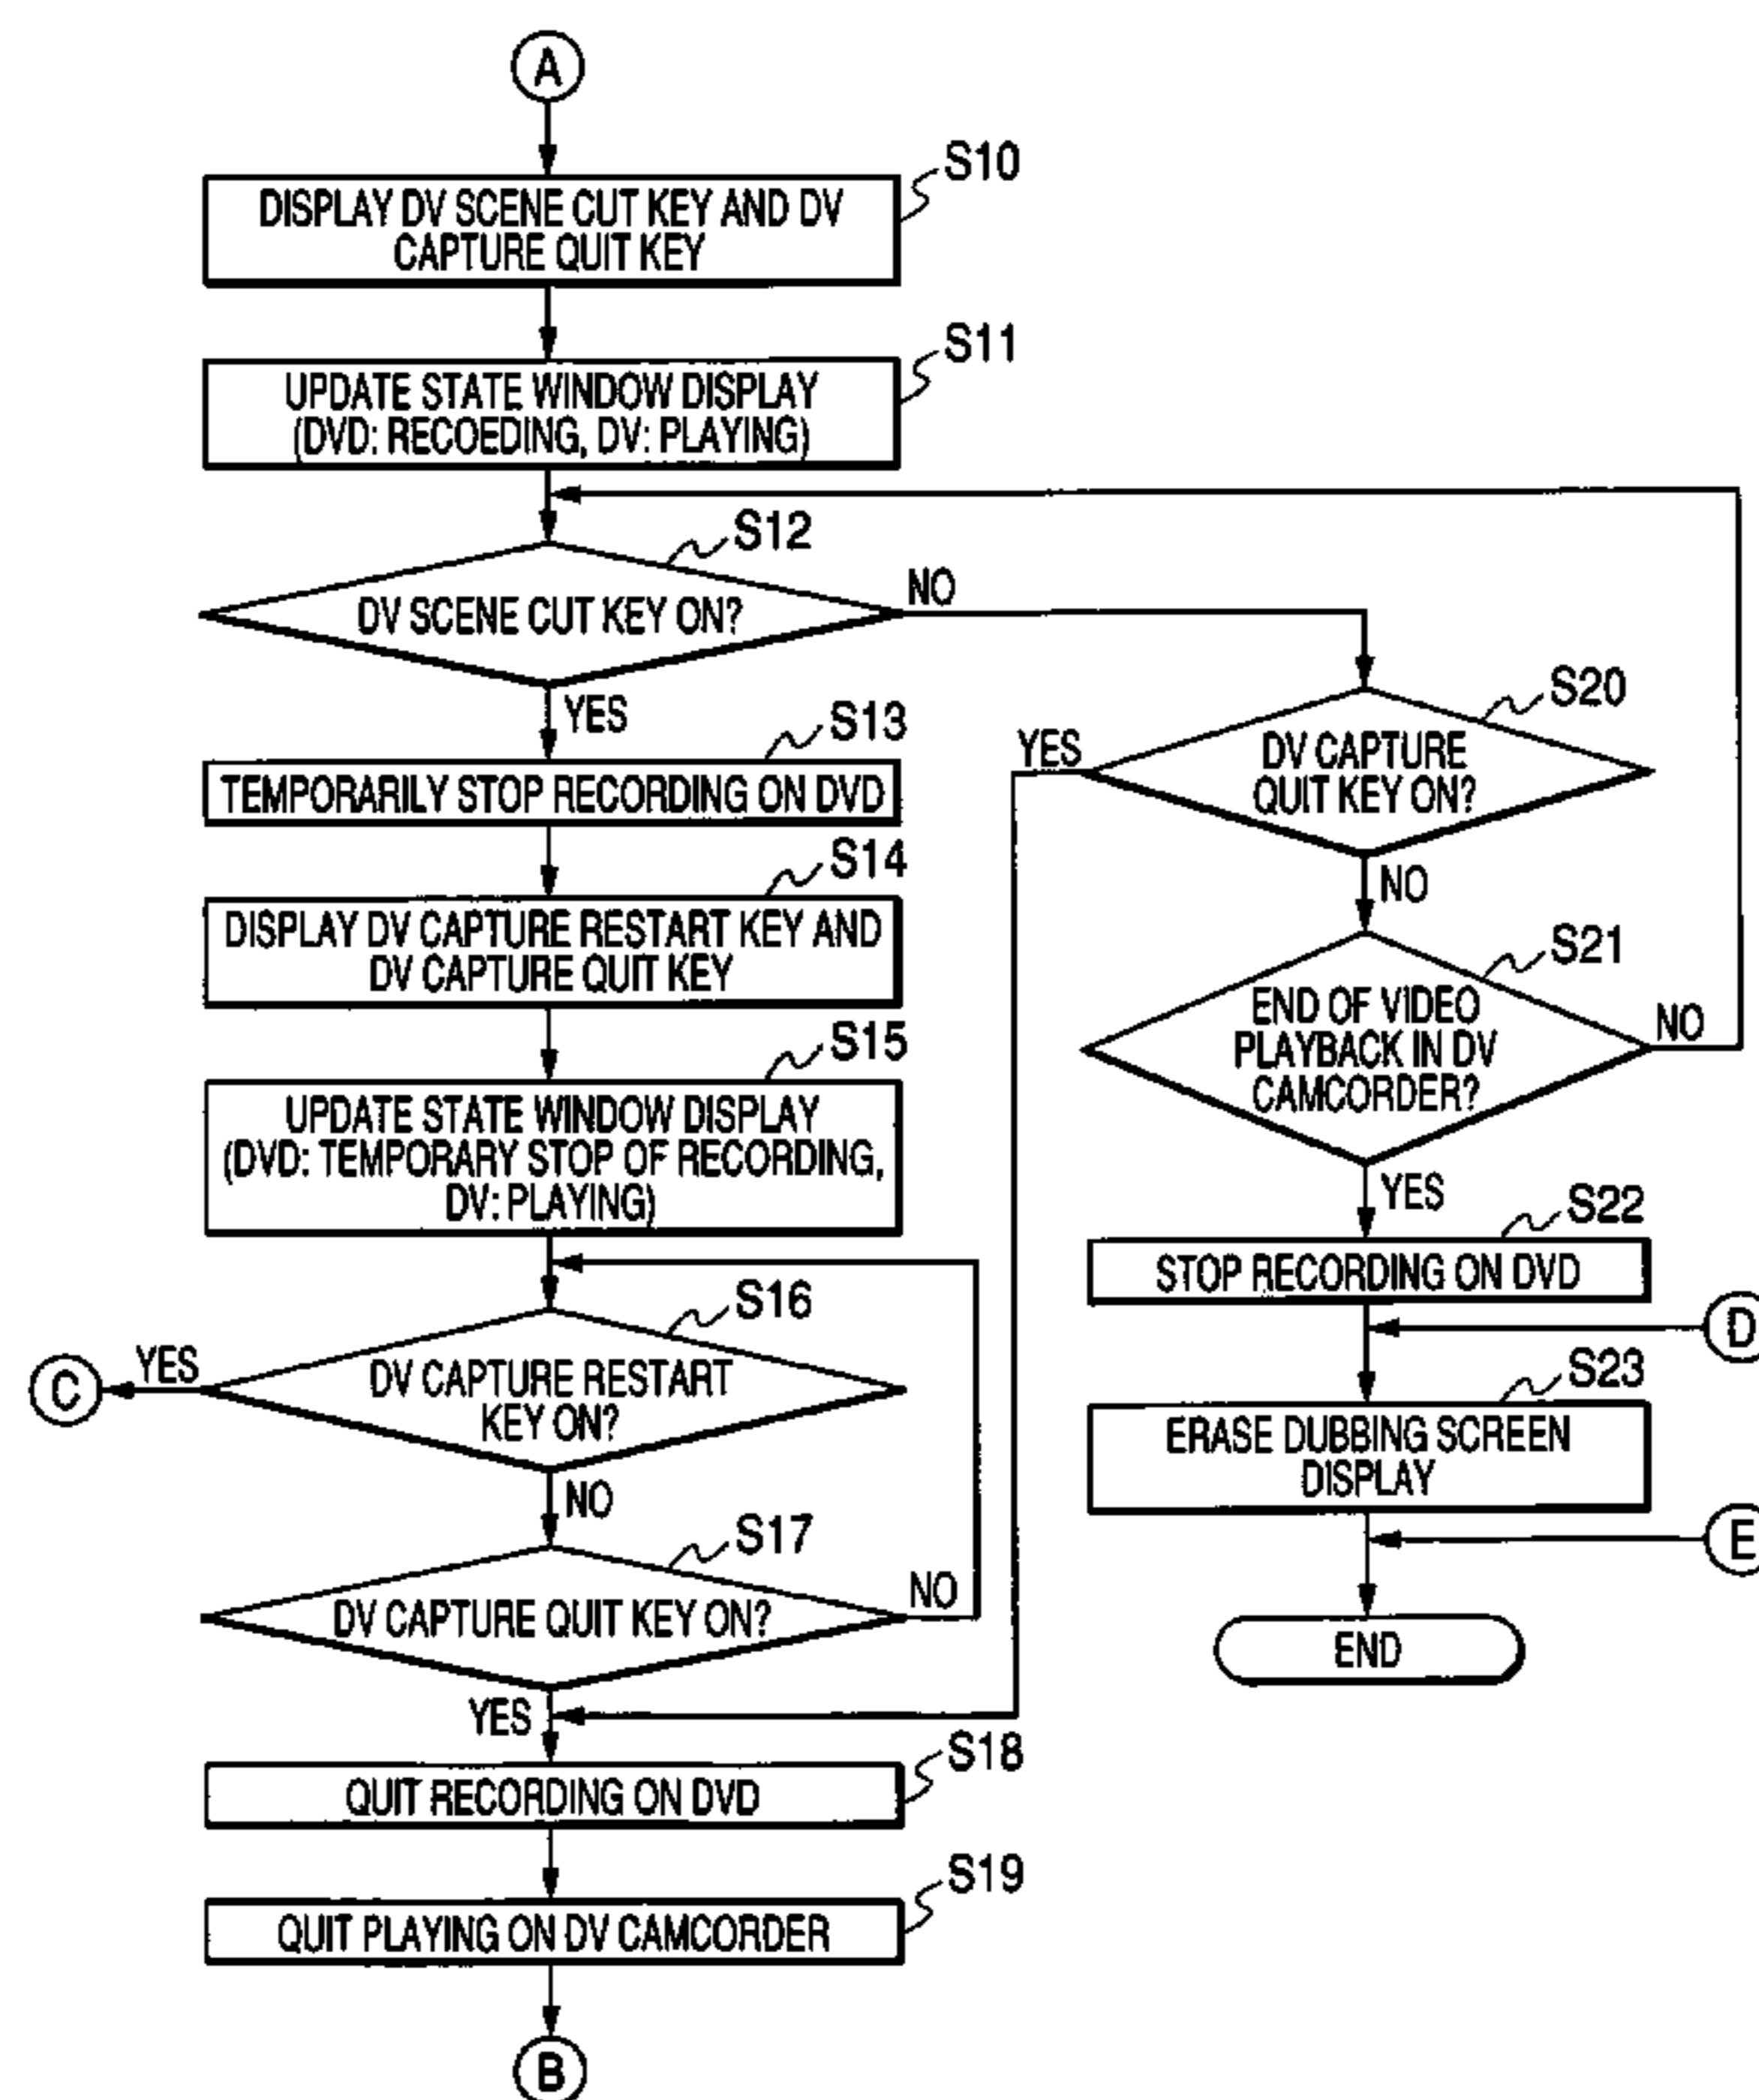 A
S10
DISPLAY DV SCENE CUT KEY AND DV
CAPTURE QUIT KEY
S11
UPDATE STATE WINDOW DISPLAY
(DVD: RECOEDING, DV: PLAYING)
S12
DV SCENE CUT KEY ON?
NO
YES
S13
TEMPORARILY STOP RECORDING ON DVD
S14
DISPLAY DV CAPTURE RESTART KEY AND
DV CAPTURE QUIT KEY
S15
UPDATE STATE WINDOW DISPLAY
(DVD: TEMPORARY STOP OF RECORDING,
DV: PLAYING)
S16
DV CAPTURE RESTART
KEY ON?
YES
C
NO
S17
DV CAPTURE QUIT KEY ON?
NO
YES
S18
QUIT RECORDING ON DVD
S19
QUIT PLAYING ON DV CAMCORDER
B
S20
DV CAPTURE
QUIT KEY ON?
YES
NO
S21
END OF VIDEO
PLAYBACK IN DV
CAMCORDER?
NO
YES
S22
STOP RECORDING ON DVD
D
S23
ERASE DUBBING SCREEN
DISPLAY
E
END